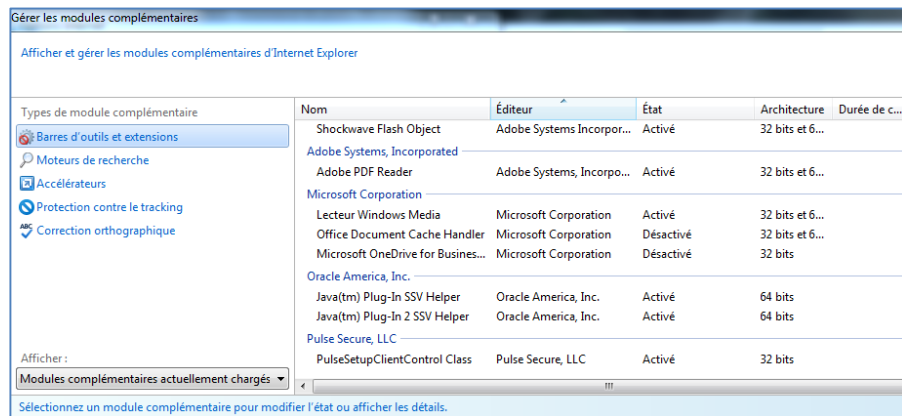 Gérer les modules complémentaires
Afficher et gérer les modules complémentaires d'Internet Explorer
Types de module complémentaire
Barres d'outils et extensions
Moteurs de recherche
Accélérateurs
Protection contre le tracking
ABC Correction orthographique
Afficher :
Modules complémentaires actuellement chargés
Nom Éditeur État Architecture Durée de c...
Shockwave Flash Object Adobe Systems Incorpor... Activé 32 bits et 6...
Adobe Systems, Incorporated
Adobe PDF Reader Adobe Systems, Incorpo... Activé 32 bits et 6...
Microsoft Corporation
Lecteur Windows Media Microsoft Corporation Activé 32 bits et 6...
Office Document Cache Handler Microsoft Corporation Désactivé 32 bits et 6...
Microsoft OneDrive for Busines... Microsoft Corporation Désactivé 32 bits
Oracle America, Inc.
Java(tm) Plug-In SSV Helper Oracle America, Inc. Activé 64 bits
Java(tm) Plug-In 2 SSV Helper Oracle America, Inc. Activé 64 bits
Pulse Secure, LLC
PulseSetupClientControl Class Pulse Secure, LLC Activé 32 bits
Sélectionnez un module complémentaire pour modifier l'état ou afficher les détails.